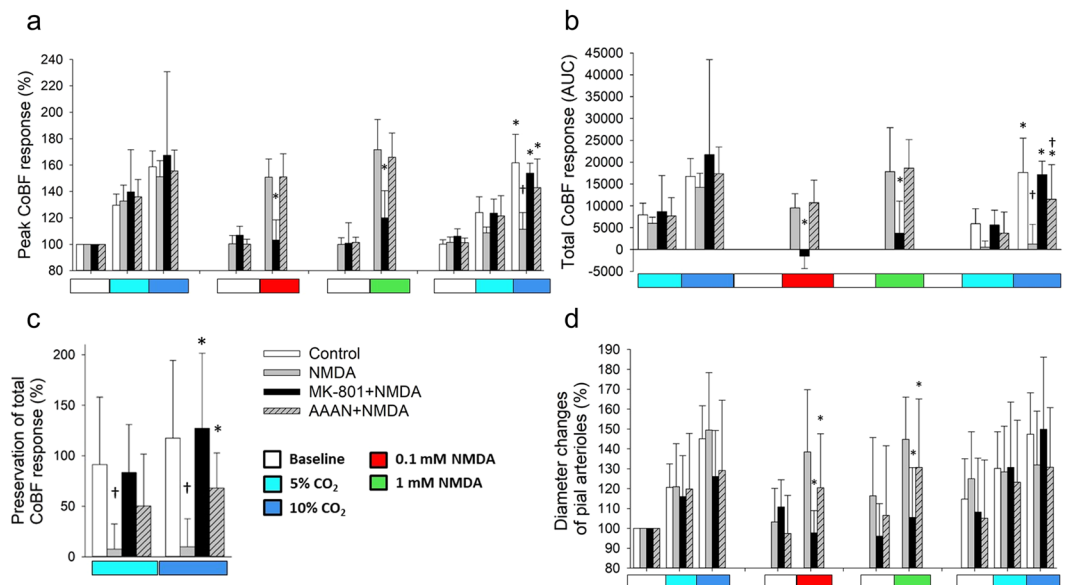 a
Peak CoBF response (%)
240
220
200
180
160
140
120
100
80
* * † * * *
b
Total CoBF response (AUC)
45000
40000
35000
30000
25000
20000
15000
10000
5000
0
-5000
* * * † * † *
c
Preservation of total
CoBF response (%)
200
150
100
50
0
† † * *
Control
NMDA
MK-801+NMDA
AAAN+NMDA
Baseline
5% CO₂
10% CO₂
0.1 mM NMDA
1 mM NMDA
d
Diameter changes
of pial arterioles (%)
190
180
170
160
150
140
130
120
110
100
90
80
* * * *